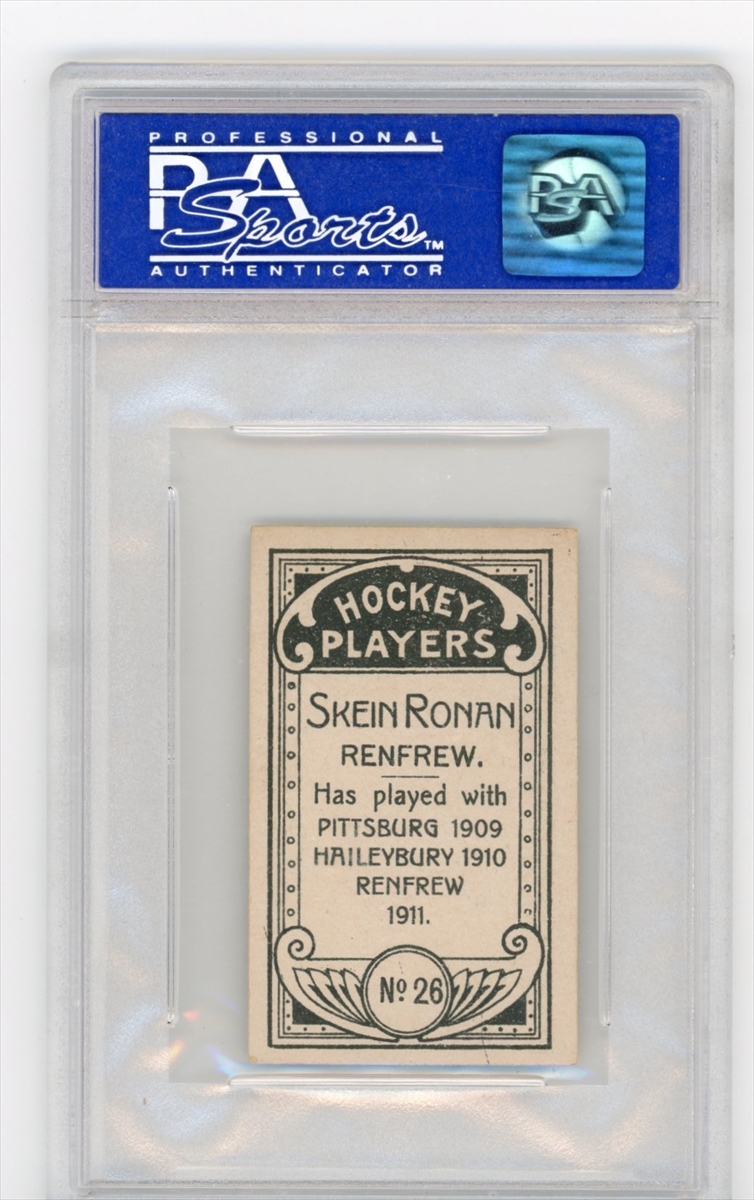 PROFESSIONAL
PSA
Sports™
AUTHENTICATOR
PSA
HOCKEY
PLAYERS
SKEIN RONAN
RENFREW.
Has played with
PITTSBURG 1909
HAILEYBURY 1910
RENFREW
1911.
Nº 26